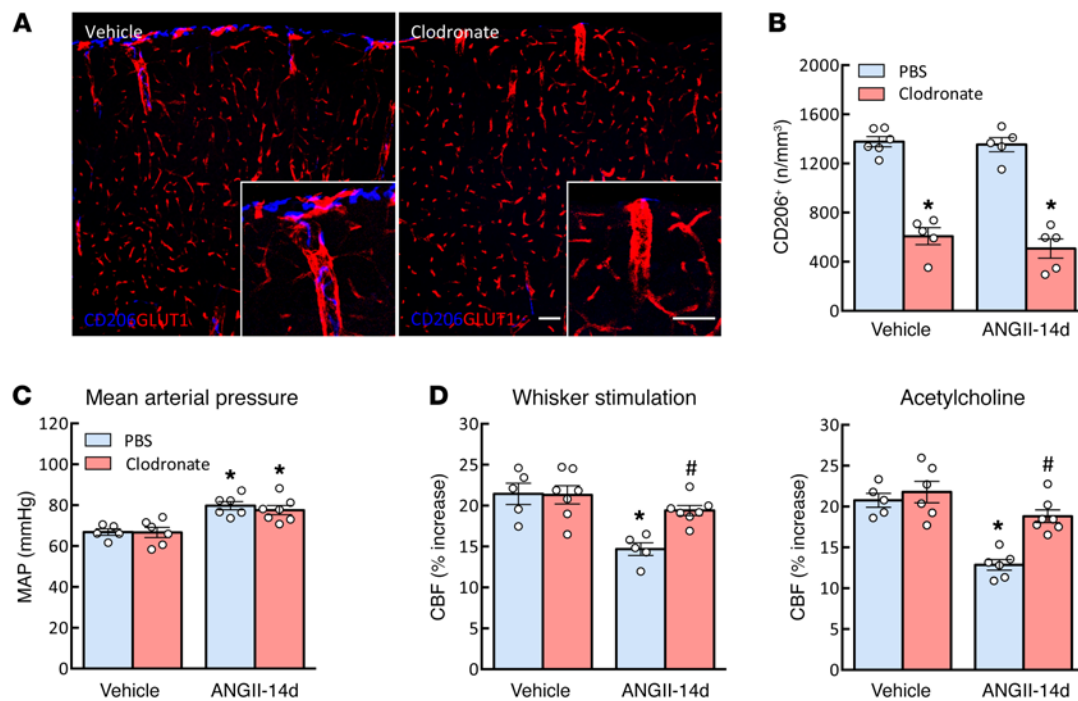 A
Vehicle
Clodronate
CD206GLUT1
CD206GLUT1
B
CD206+ (n/mm³)
2000
1600
1200
800
400
0
PBS
Clodronate
*
*
Vehicle
ANGII-14d
C
Mean arterial pressure
MAP (mmHg)
120
100
80
60
40
20
0
PBS
Clodronate
*
*
Vehicle
ANGII-14d
D
Whisker stimulation
CBF (% increase)
30
25
20
15
10
5
0
*
#
Vehicle
ANGII-14d
Acetylcholine
CBF (% increase)
30
25
20
15
10
5
0
*
#
Vehicle
ANGII-14d